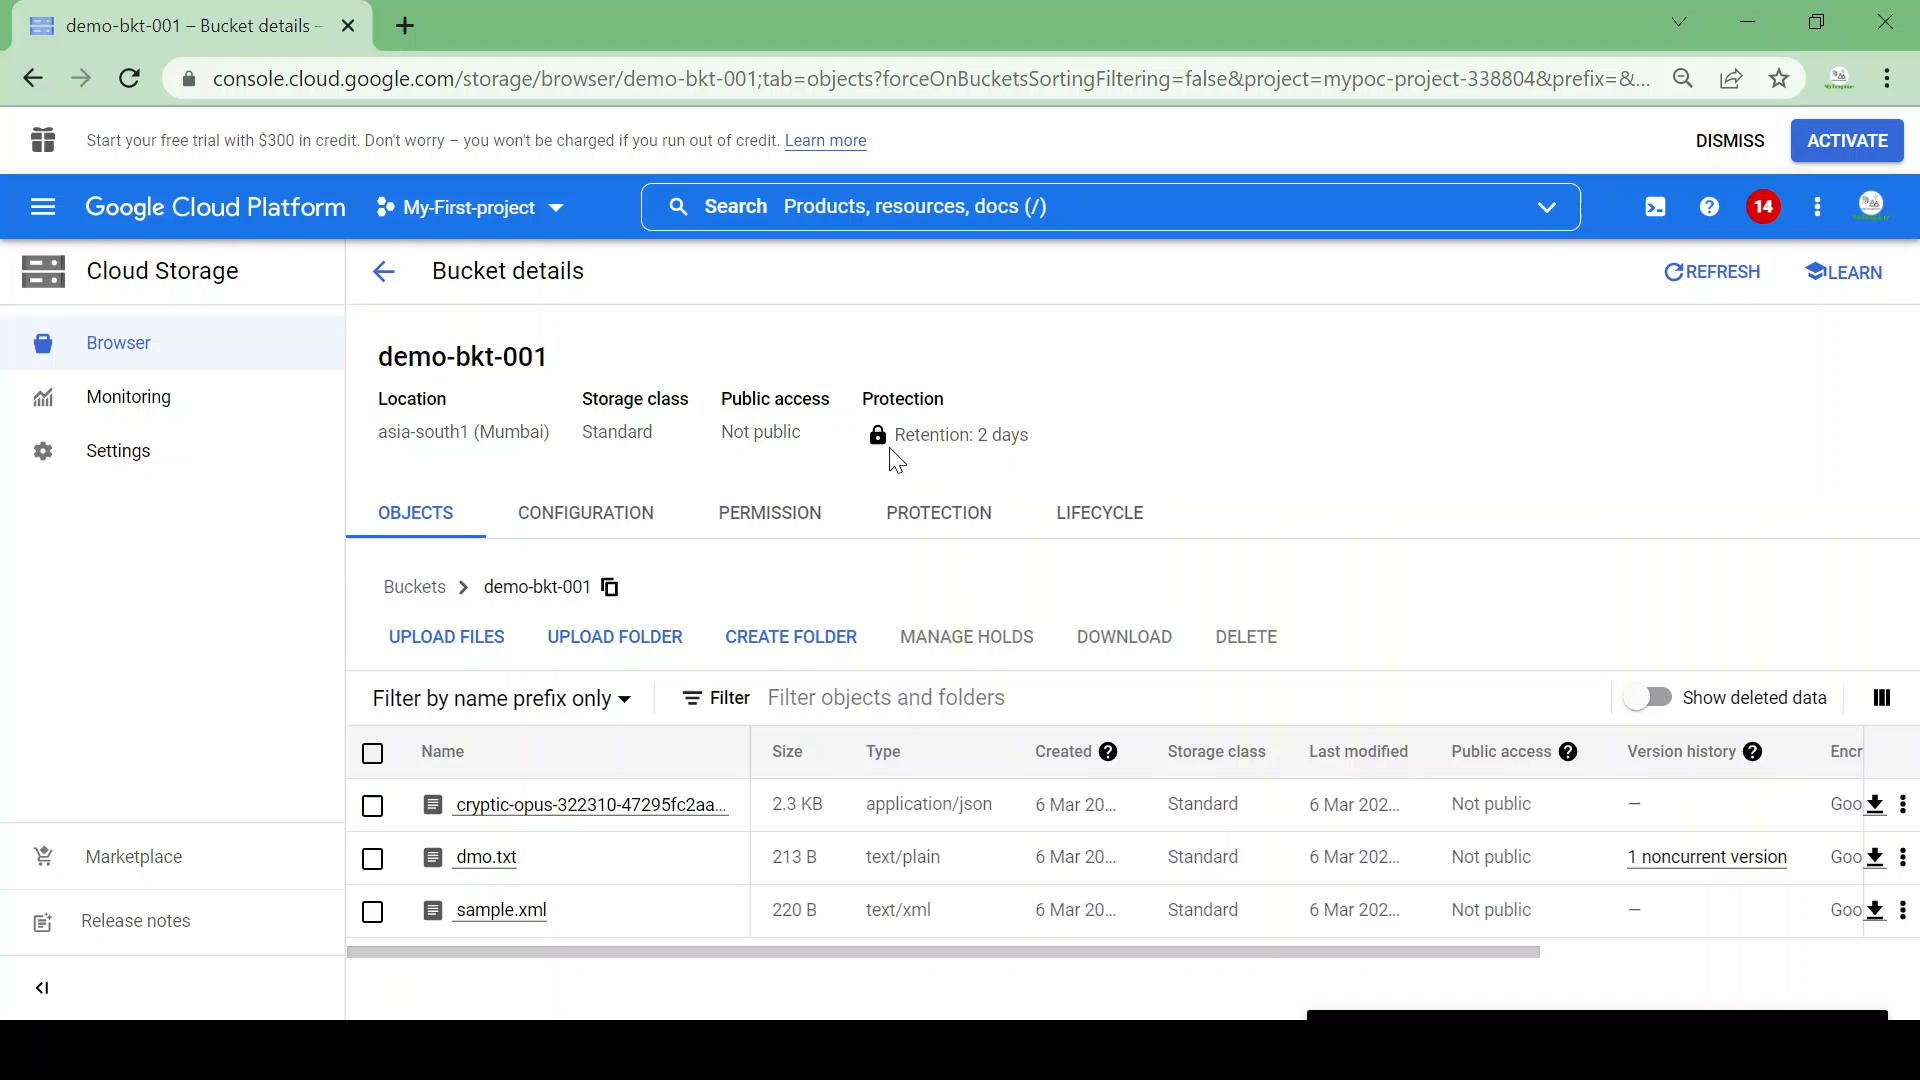 demo-bkt-001 – Bucket details –
console.cloud.google.com/storage/browser/demo-bkt-001;tab=objects?forceOnBucketsSortingFiltering=false&project=mypoc-project-338804&prefix=&...
Start your free trial with $300 in credit. Don't worry – you won't be charged if you run out of credit. Learn more
DISMISS
ACTIVATE
Google Cloud Platform
My-First-project
Search Products, resources, docs (/)
14
Cloud Storage
Bucket details
REFRESH
LEARN
Browser
Monitoring
Settings
Marketplace
Release notes
demo-bkt-001
Location Storage class Public access Protection
asia-south1 (Mumbai) Standard Not public Retention: 2 days
OBJECTS CONFIGURATION PERMISSION PROTECTION LIFECYCLE
Buckets demo-bkt-001
UPLOAD FILES UPLOAD FOLDER CREATE FOLDER MANAGE HOLDS DOWNLOAD DELETE
Filter by name prefix only Filter Filter objects and folders Show deleted data
Name Size Type Created Storage class Last modified Public access Version history Encr
cryptic-opus-322310-47295fc2aa... 2.3 KB application/json 6 Mar 20... Standard 6 Mar 202... Not public — Goo
dmo.txt 213 B text/plain 6 Mar 20... Standard 6 Mar 202... Not public 1 noncurrent version Goo
sample.xml 220 B text/xml 6 Mar 20... Standard 6 Mar 202... Not public — Goo